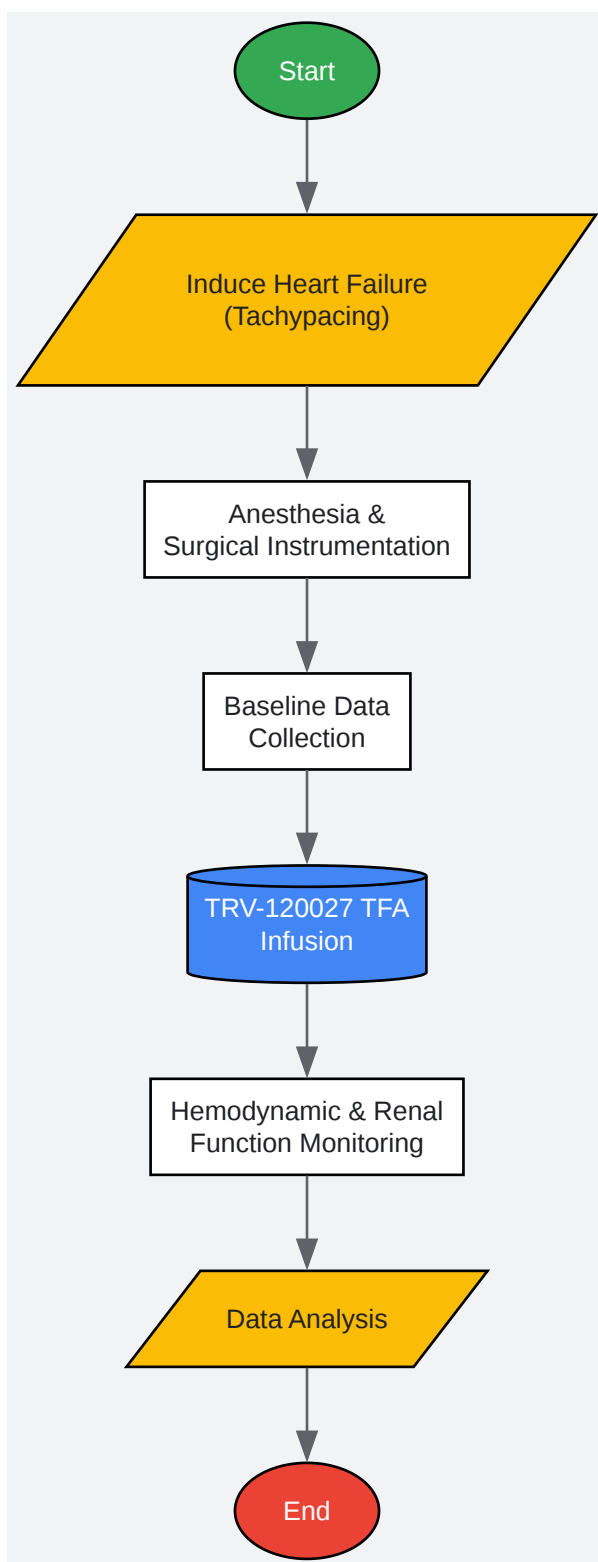 Start
Induce Heart Failure
(Tachypacing)
Anesthesia &
Surgical Instrumentation
Baseline Data
Collection
TRV-120027 TFA
Infusion
Hemodynamic & Renal
Function Monitoring
Data Analysis
End